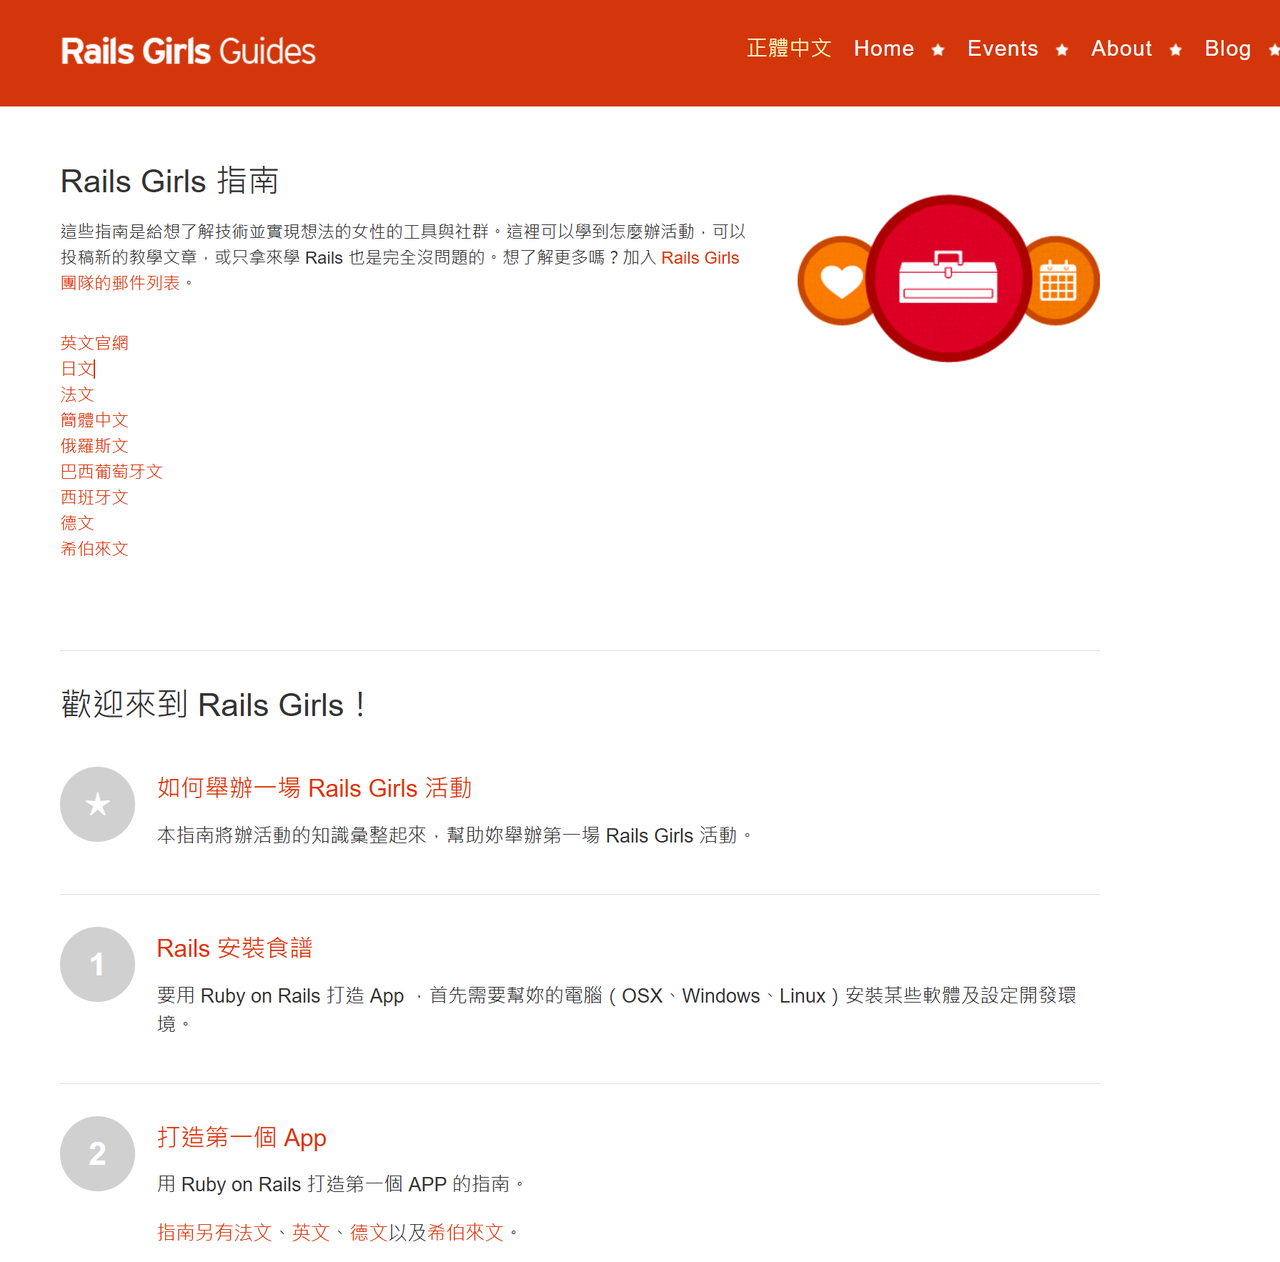 Rails Girls Guides
正體中文 Home ★ Events ★ About ★ Blog ★
Rails Girls 指南
這些指南是給想了解技術並實現想法的女性的工具與社群。這裡可以學到怎麼辦活動，可以
投稿新的教學文章，或只拿來學 Rails 也是完全沒問題的。想了解更多嗎？加入 Rails Girls
團隊的郵件列表。
英文官網
日文
法文
簡體中文
俄羅斯文
巴西葡萄牙文
西班牙文
德文
希伯來文
歡迎來到 Rails Girls！
★
如何舉辦一場 Rails Girls 活動
本指南將辦活動的知識彙整起來，幫助妳舉辦第一場 Rails Girls 活動。
1
Rails 安裝食譜
要用 Ruby on Rails 打造 App ，首先需要幫妳的電腦（OSX、Windows、Linux）安裝某些軟體及設定開發環
境。
2
打造第一個 App
用 Ruby on Rails 打造第一個 APP 的指南。
指南另有法文、英文、德文以及希伯來文。